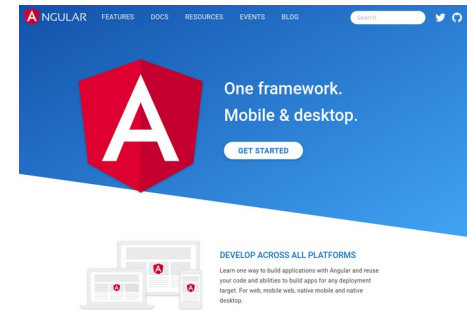 A NGULAR FEATURES DOCS RESOURCES EVENTS BLOG Search
A
One framework.
Mobile & desktop.
GET STARTED
DEVELOP ACROSS ALL PLATFORMS
Learn one way to build applications with Angular and reuse
your code and abilities to build apps for any deployment
target. For web, mobile web, native mobile and native
desktop.